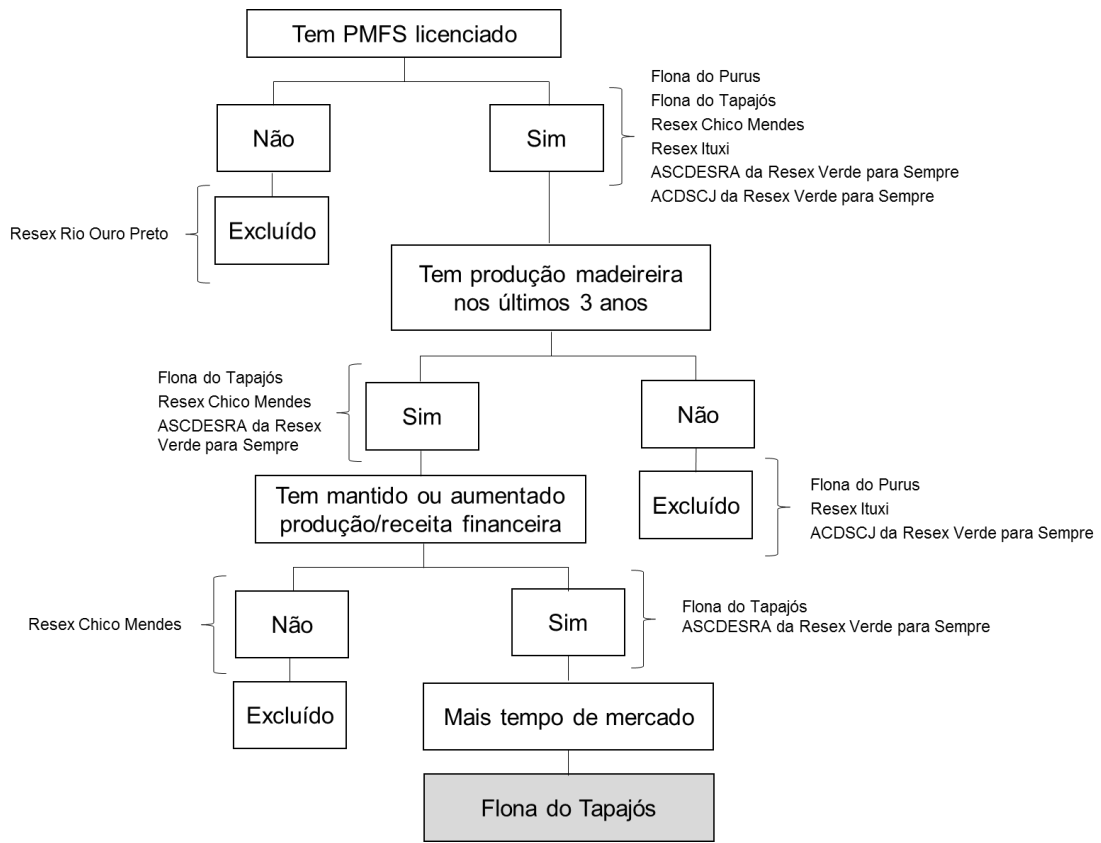 Tem PMFS licenciado
Flona do Purus
Flona do Tapajós
Resex Chico Mendes
Resex Ituxi
ASCDESRA da Resex Verde para Sempre
ACDSCJ da Resex Verde para Sempre
Não
Sim
Resex Rio Ouro Preto
Excluído
Tem produção madeireira
nos últimos 3 anos
Flona do Tapajós
Resex Chico Mendes
ASCDESRA da Resex
Verde para Sempre
Sim
Não
Excluído
Flona do Purus
Resex Ituxi
ACDSCJ da Resex Verde para Sempre
Tem mantido ou aumentado
produção/receita financeira
Resex Chico Mendes
Não
Sim
Flona do Tapajós
ASCDESRA da Resex Verde para Sempre
Excluído
Mais tempo de mercado
Flona do Tapajós